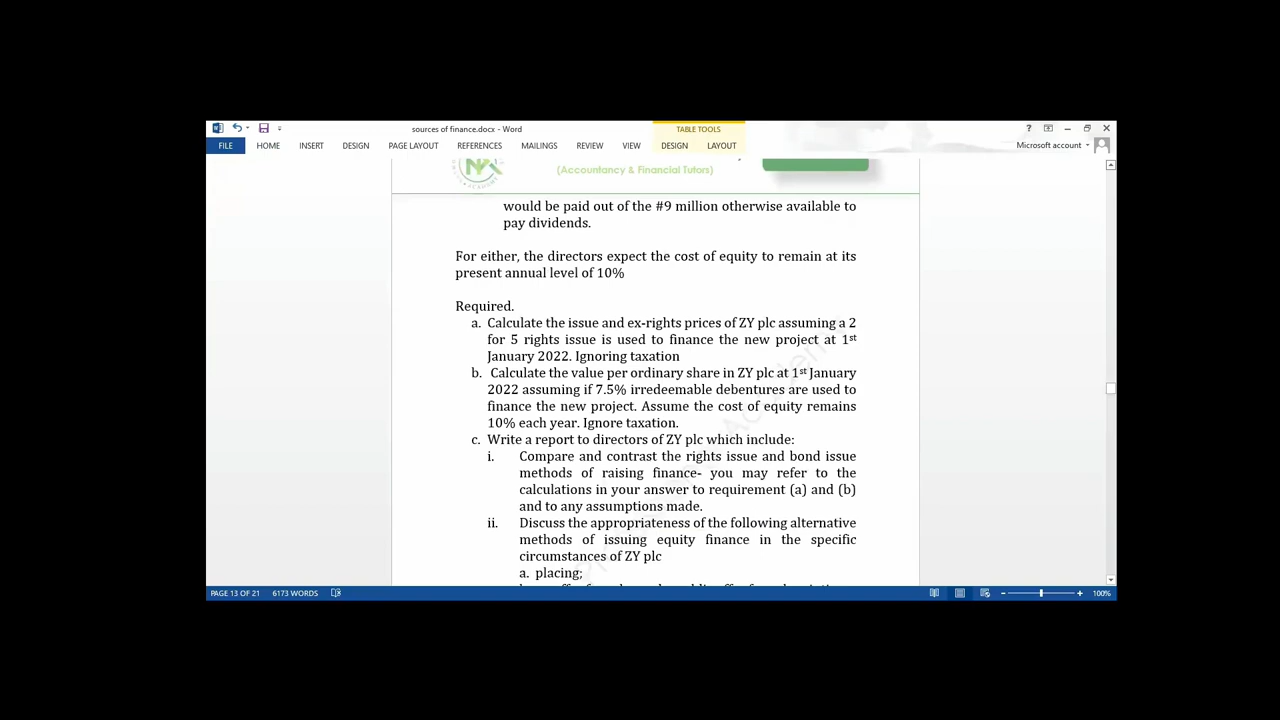 sources of finance.docx - Word
TABLE TOOLS
?
FILE HOME INSERT DESIGN PAGE LAYOUT REFERENCES MAILINGS REVIEW VIEW DESIGN LAYOUT Microsoft account
(Accountancy & Financial Tutors)
would be paid out of the #9 million otherwise available to
pay dividends.
For either, the directors expect the cost of equity to remain at its
present annual level of 10%
Required.
a. Calculate the issue and ex-rights prices of ZY plc assuming a 2
for 5 rights issue is used to finance the new project at 1st
January 2022. Ignoring taxation
b. Calculate the value per ordinary share in ZY plc at 1st January
2022 assuming if 7.5% irredeemable debentures are used to
finance the new project. Assume the cost of equity remains
10% each year. Ignore taxation.
c. Write a report to directors of ZY plc which include:
i. Compare and contrast the rights issue and bond issue
methods of raising finance- you may refer to the
calculations in your answer to requirement (a) and (b)
and to any assumptions made.
ii. Discuss the appropriateness of the following alternative
methods of issuing equity finance in the specific
circumstances of ZY plc
a. placing;
PAGE 13 OF 21 6173 WORDS 100%